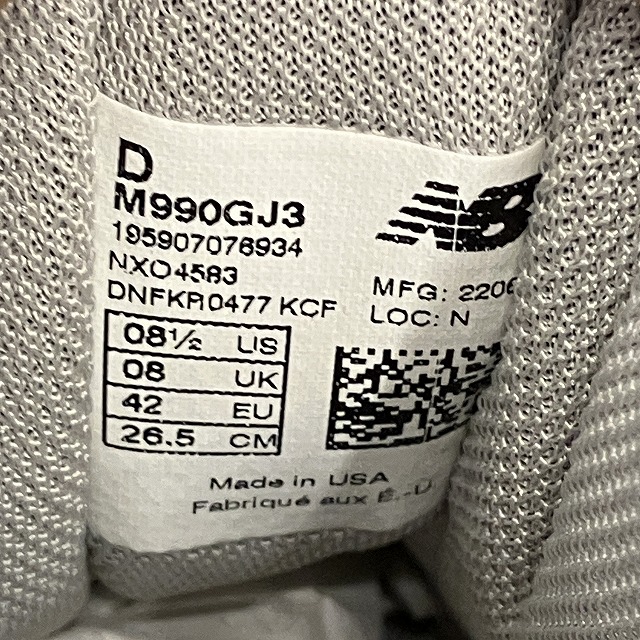 D
M990GJ3
195907076934
NXO4583
DNFKR0477 KCF
NB
MFG: 2206
LOC: N
08½ US
08 UK
42 EU
26.5 CM
Made in USA
Fabriqué aux É.-U